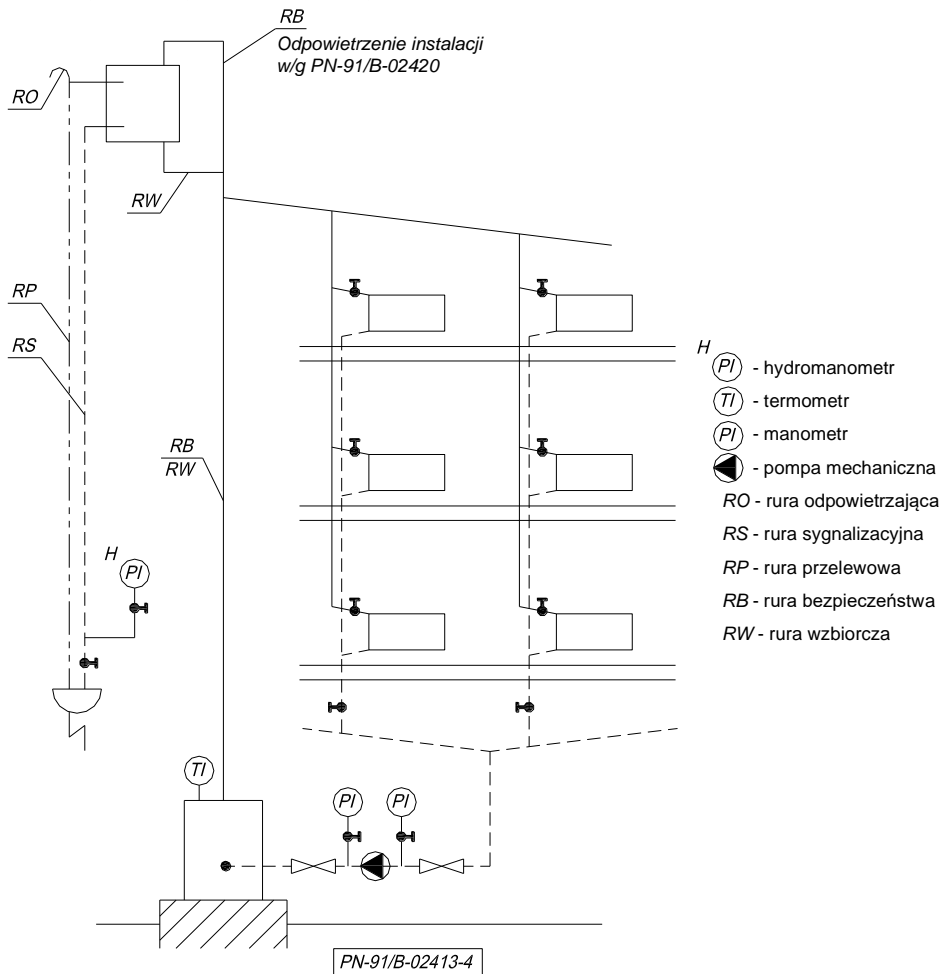 RB
Odpowietrzenie instalacji
w/g PN-91/B-02420
RO
RW
RP
RS
RB
RW
H
PI
TI
PI
PI
H
PI - hydromanometr
TI - termometr
PI - manometr
- pompa mechaniczna
RO - rura odpowietrzająca
RS - rura sygnalizacyjna
RP - rura przelewowa
RB - rura bezpieczeństwa
RW - rura wzbiorcza
PN-91/B-02413-4